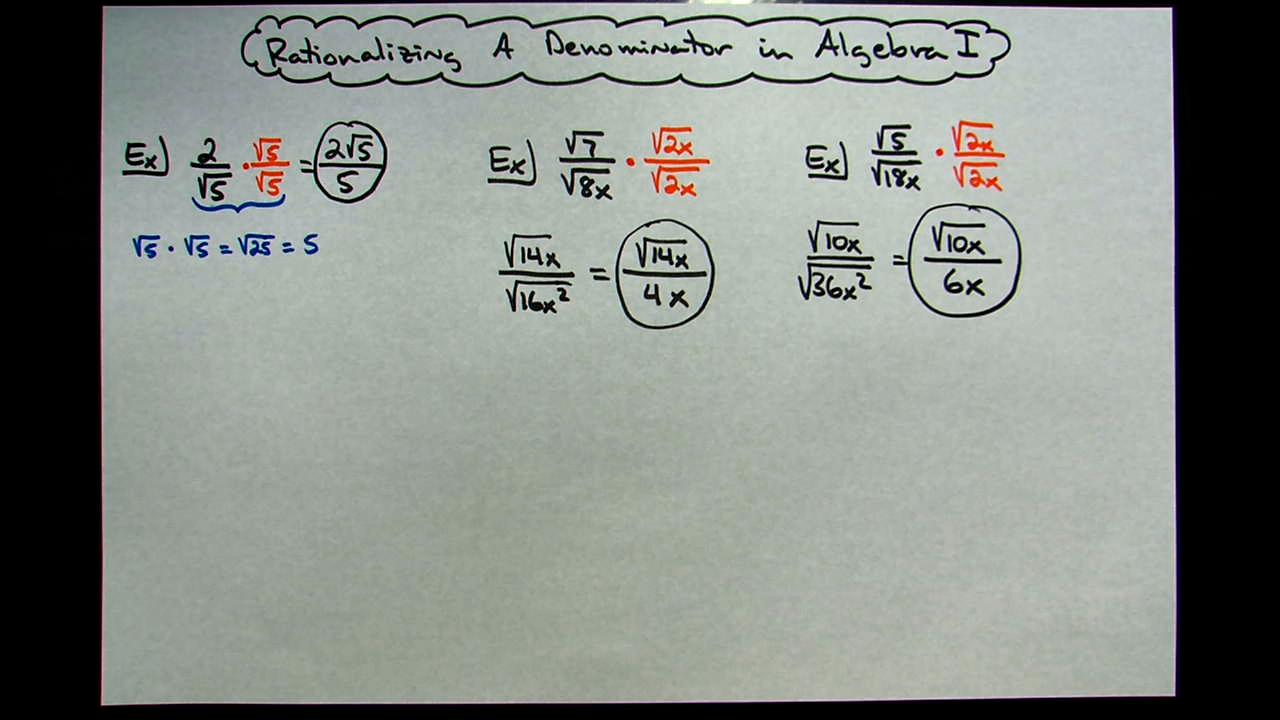 Rationalizing A Denominator in Algebra I
Ex) 2/√5 · √5/√5 = 2√5/5
√5 · √5 = √25 = 5
Ex) √7/√8x · √2x/√2x
√14x/√16x² = √14x/4x
Ex) √5/√18x · √2x/√2x
√10x/√36x² = √10x/6x